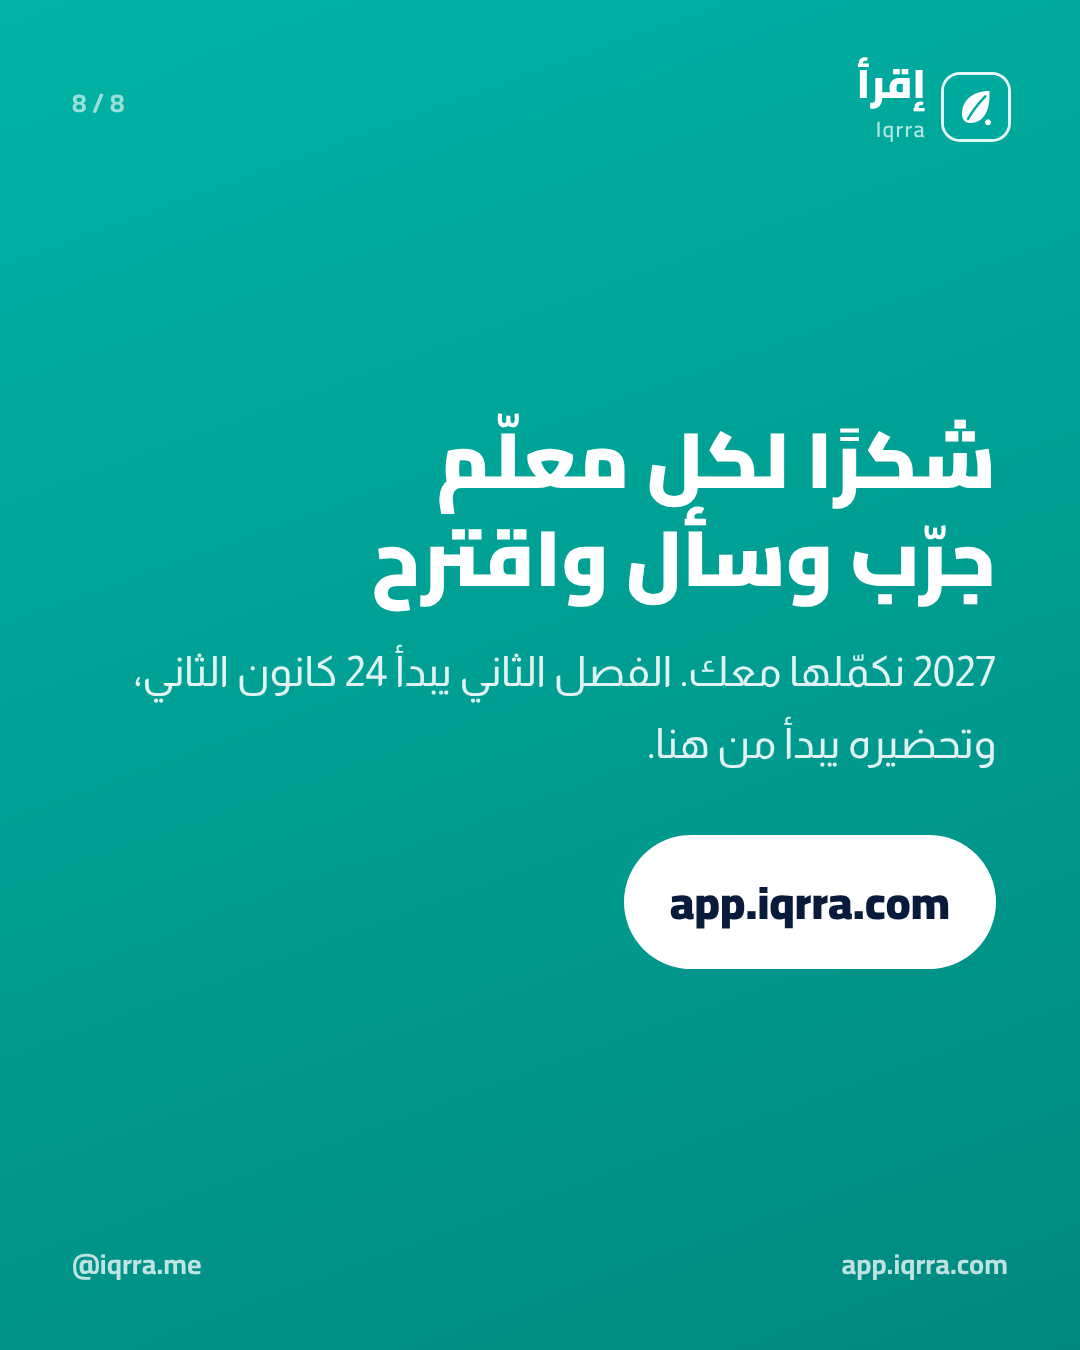 إقرأ
Iqrra
8 / 8
شكرًا لكل معلّم
جرّب وسأل واقترح
2027 نكمّلها معك. الفصل الثاني يبدأ 24 كانون الثاني،
وتحضيره يبدأ من هنا.
app.iqrra.com
app.iqrra.com
@iqrra.me